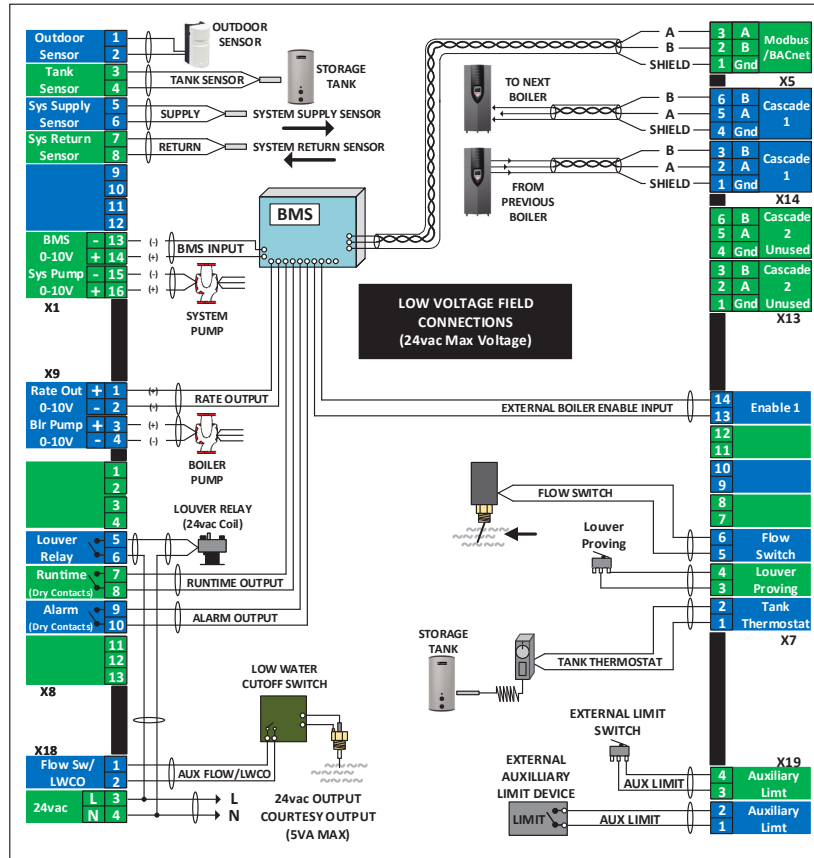 Outdoor 1
Sensor 2
OUTDOOR
SENSOR
Tank 3
Sensor 4
TANK SENSOR
STORAGE
TANK
Sys Supply 5
Sensor 6
SUPPLY
SYSTEM SUPPLY SENSOR
Sys Return 7
Sensor 8
RETURN
SYSTEM RETURN SENSOR
9
10
11
12
BMS - 13 (-)
0-10V + 14 (+)
BMS INPUT
Sys Pump - 15 (-)
0-10V + 16 (+)
X1
SYSTEM
PUMP
BMS
LOW VOLTAGE FIELD
CONNECTIONS
(24vac Max Voltage)
X9
Rate Out + 1 (+)
0-10V - 2 (-)
RATE OUTPUT
Blr Pump + 3 (+)
0-10V - 4 (-)
BOILER
PUMP
1
2
3
4
Louver 5
Relay 6
LOUVER RELAY
(24vac Coil)
Runtime 7
(Dry Contacts) 8
RUNTIME OUTPUT
Alarm 9
(Dry Contacts) 10
ALARM OUTPUT
11
12
13
X8
LOW WATER
CUTOFF SWITCH
X18
Flow Sw/ 1
LWCO 2
AUX FLOW/LWCO
24vac L 3 L
N 4 N
24vac OUTPUT
COURTESY OUTPUT
(5VA MAX)
A 3 A Modbus
B 2 B /BACnet
SHIELD 1 Gnd
X5
TO NEXT
BOILER
B 6 B Cascade
A 5 A 1
SHIELD 4 Gnd
FROM
PREVIOUS
BOILER
B 3 B Cascade
A 2 A 1
SHIELD 1 Gnd
X14
6 B Cascade
5 A 2
4 Gnd Unused
3 B Cascade
2 A 2
1 Gnd Unused
X13
EXTERNAL BOILER ENABLE INPUT
14
13
Enable 1
12
11
10
9
8
7
FLOW SWITCH
6 Flow
5 Switch
Louver
Proving
4 Louver
3 Proving
2 Tank
1 Thermostat
X7
STORAGE
TANK
TANK THERMOSTAT
EXTERNAL LIMIT
SWITCH
X19
AUX LIMIT
4 Auxiliary
3 Limt
EXTERNAL
AUXILLIARY
LIMIT DEVICE
LIMIT
AUX LIMIT
2 Auxiliary
1 Limt